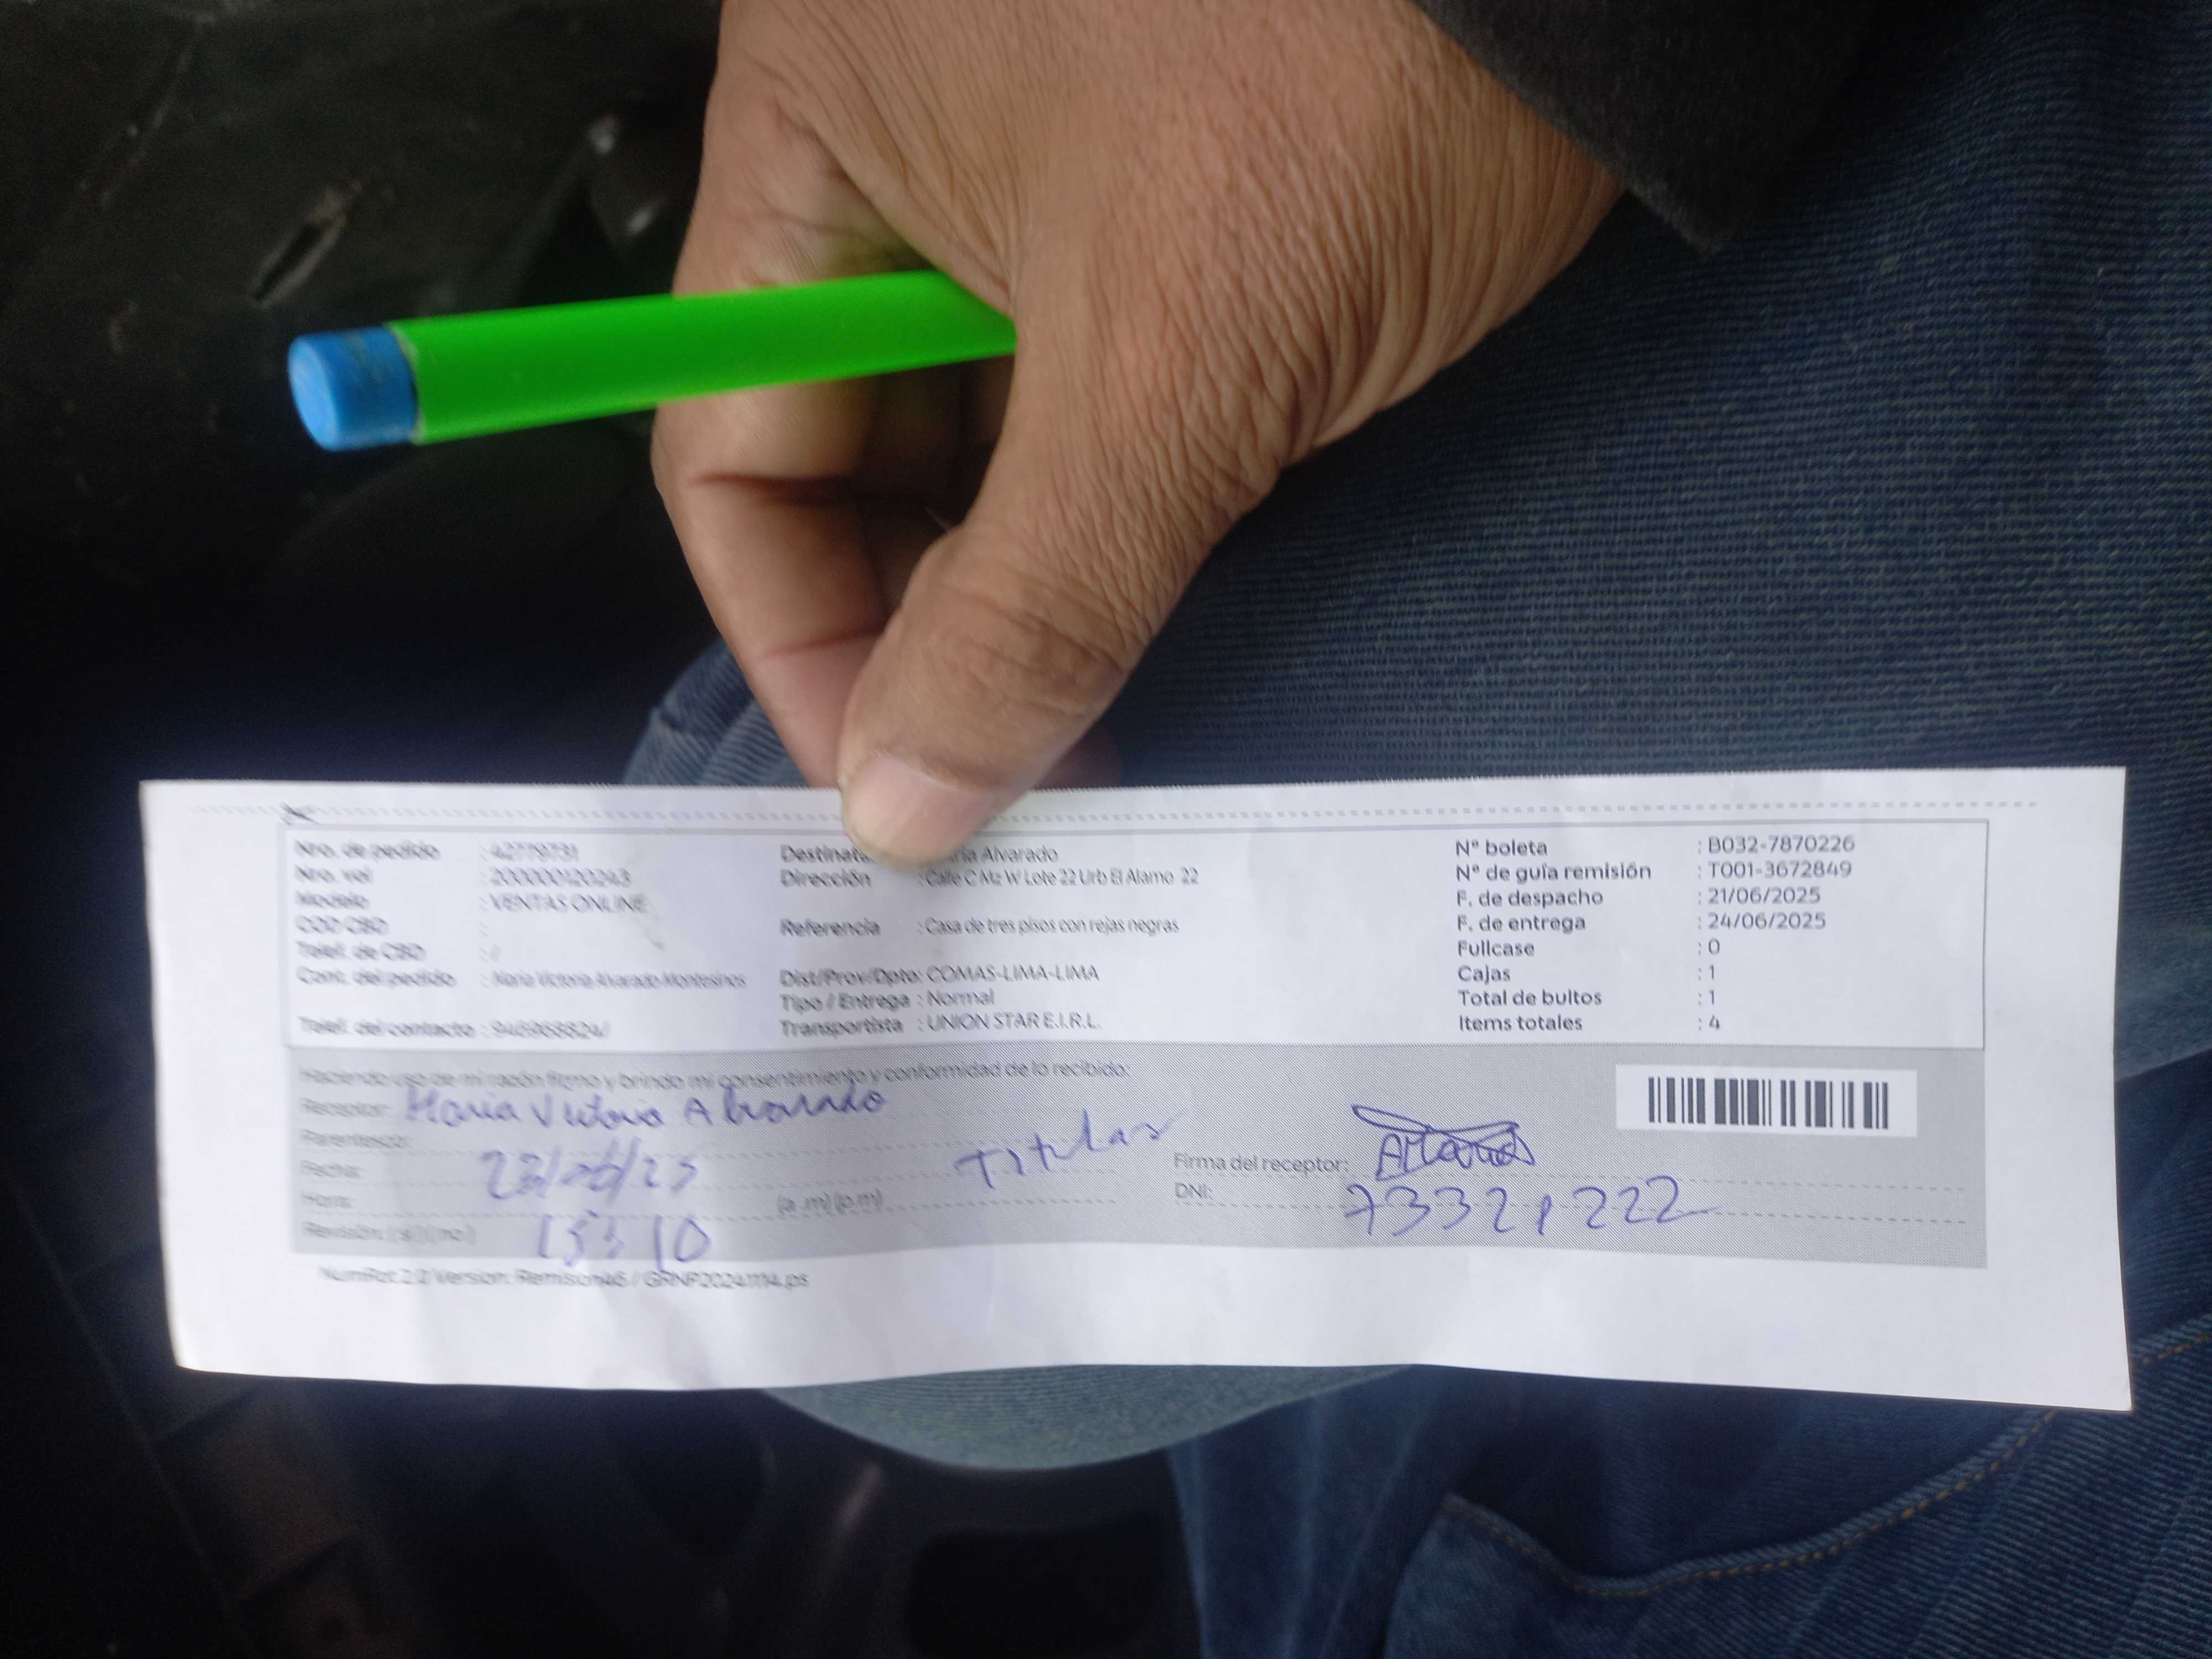 Nro. de pedido : 42779731
Nro. vol : 200000120243
Modelo : VENTAS ONLINE
COD CBD :
Telef. de CBD : /
Cont. del pedido : Maria Victoria Alvarado Montesinos
Telef. del contacto : 946968824/
Alvarado
Dirección : Calle C Mz W Lote 22 Urb El Alamo 22
Referencia : Casa de tres pisos con rejas negras
Dist/Prov/Dpto: COMAS-LIMA-LIMA
Tipo / Entrega : Normal
Transportista : UNION STAR E.I.R.L.
N° boleta : B032-7870226
N° de guía remisión : T001-3672849
F. de despacho : 21/06/2025
F. de entrega : 24/06/2025
Fullcase : 0
Cajas : 1
Total de bultos : 1
Items totales : 4
Haciendo uso de mi razón firmo y brindo mi consentimiento y conformidad de lo recibido:
Receptor: Maria Victoria Alvarado
Parentesco: Titular
Fecha:
Hora: (a .m) (p.m)
Revisión: ( si ) ( no )
Firma del receptor:
DNI: 73321222